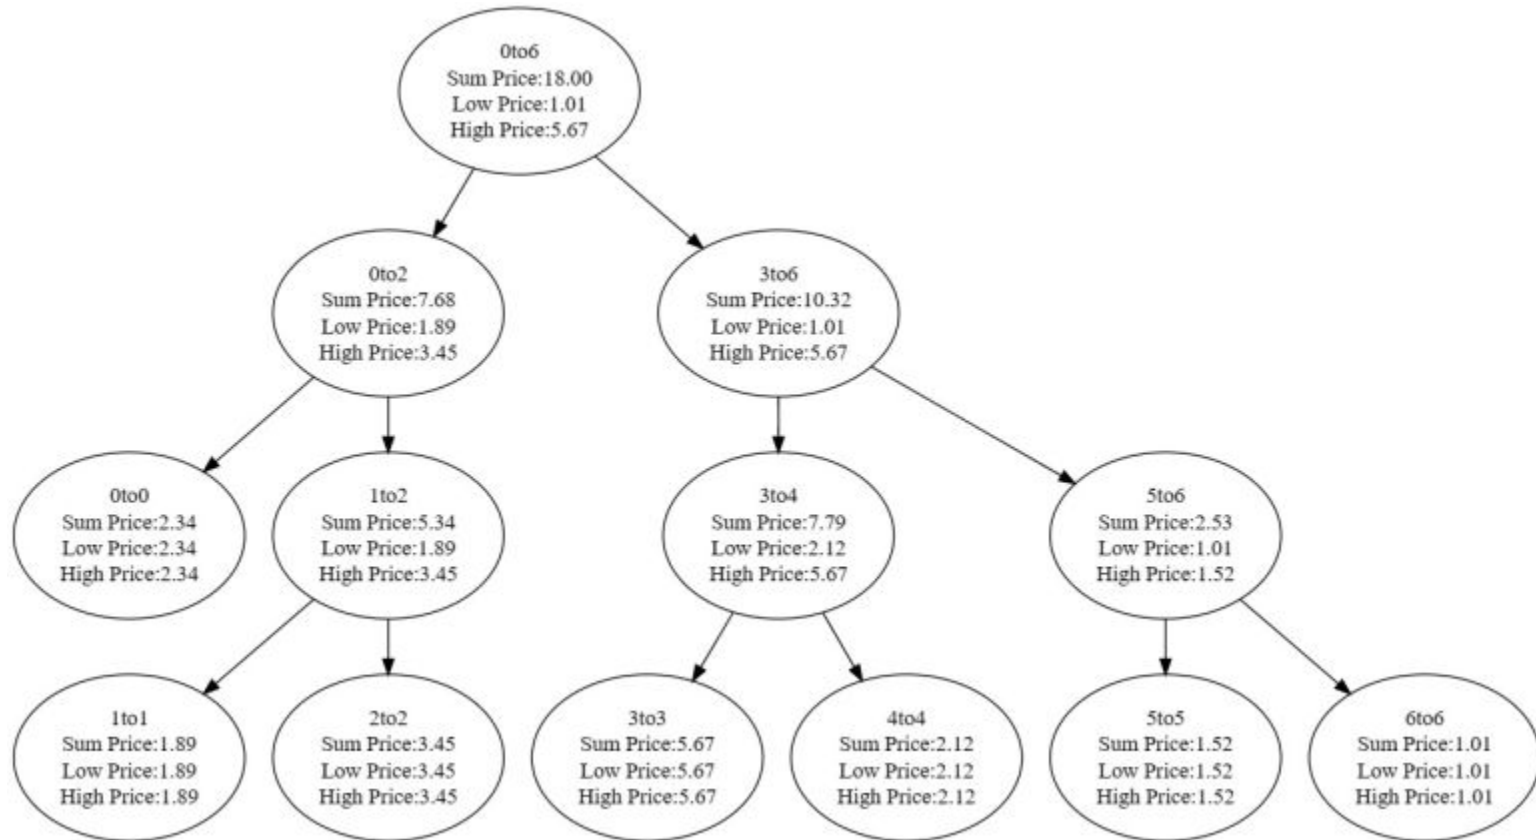 0to6
Sum Price:18.00
Low Price:1.01
High Price:5.67
0to2
Sum Price:7.68
Low Price:1.89
High Price:3.45
3to6
Sum Price:10.32
Low Price:1.01
High Price:5.67
0to0
Sum Price:2.34
Low Price:2.34
High Price:2.34
1to2
Sum Price:5.34
Low Price:1.89
High Price:3.45
3to4
Sum Price:7.79
Low Price:2.12
High Price:5.67
5to6
Sum Price:2.53
Low Price:1.01
High Price:1.52
1to1
Sum Price:1.89
Low Price:1.89
High Price:1.89
2to2
Sum Price:3.45
Low Price:3.45
High Price:3.45
3to3
Sum Price:5.67
Low Price:5.67
High Price:5.67
4to4
Sum Price:2.12
Low Price:2.12
High Price:2.12
5to5
Sum Price:1.52
Low Price:1.52
High Price:1.52
6to6
Sum Price:1.01
Low Price:1.01
High Price:1.01